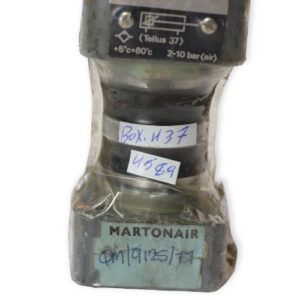 (Tellus 37)
+5°c+80°c 2-10 bar(air)
Box. H37
4589
MARTONAIR
QM/9125/77